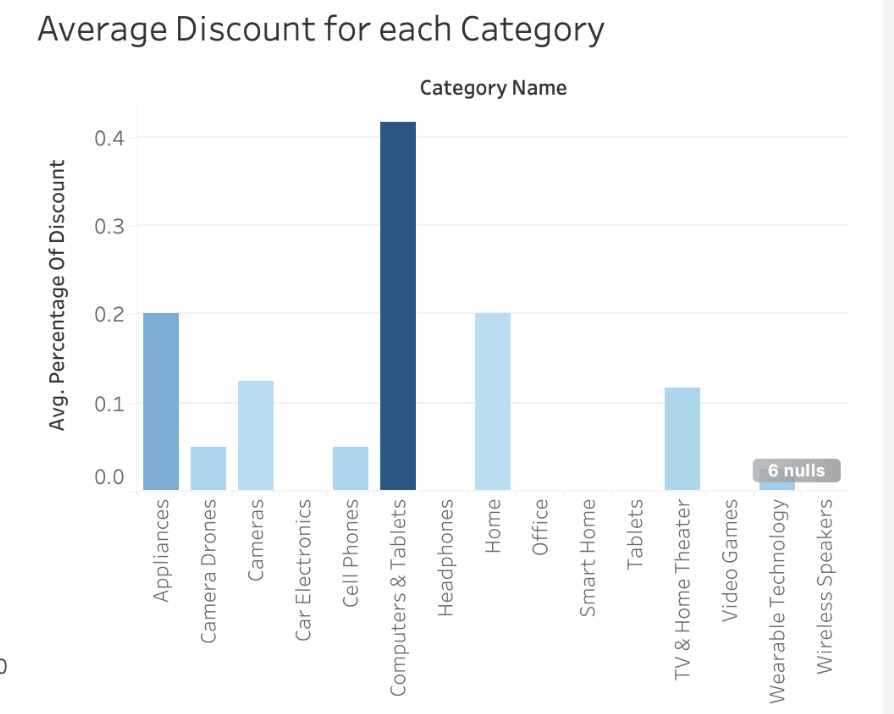 Average Discount for each Category
Category Name
Avg. Percentage Of Discount
0.4
0.3
0.2
0.1
0.0
6 nulls
Appliances
Camera Drones
Cameras
Car Electronics
Cell Phones
Computers & Tablets
Headphones
Home
Office
Smart Home
Tablets
TV & Home Theater
Video Games
Wearable Technology
Wireless Speakers
0